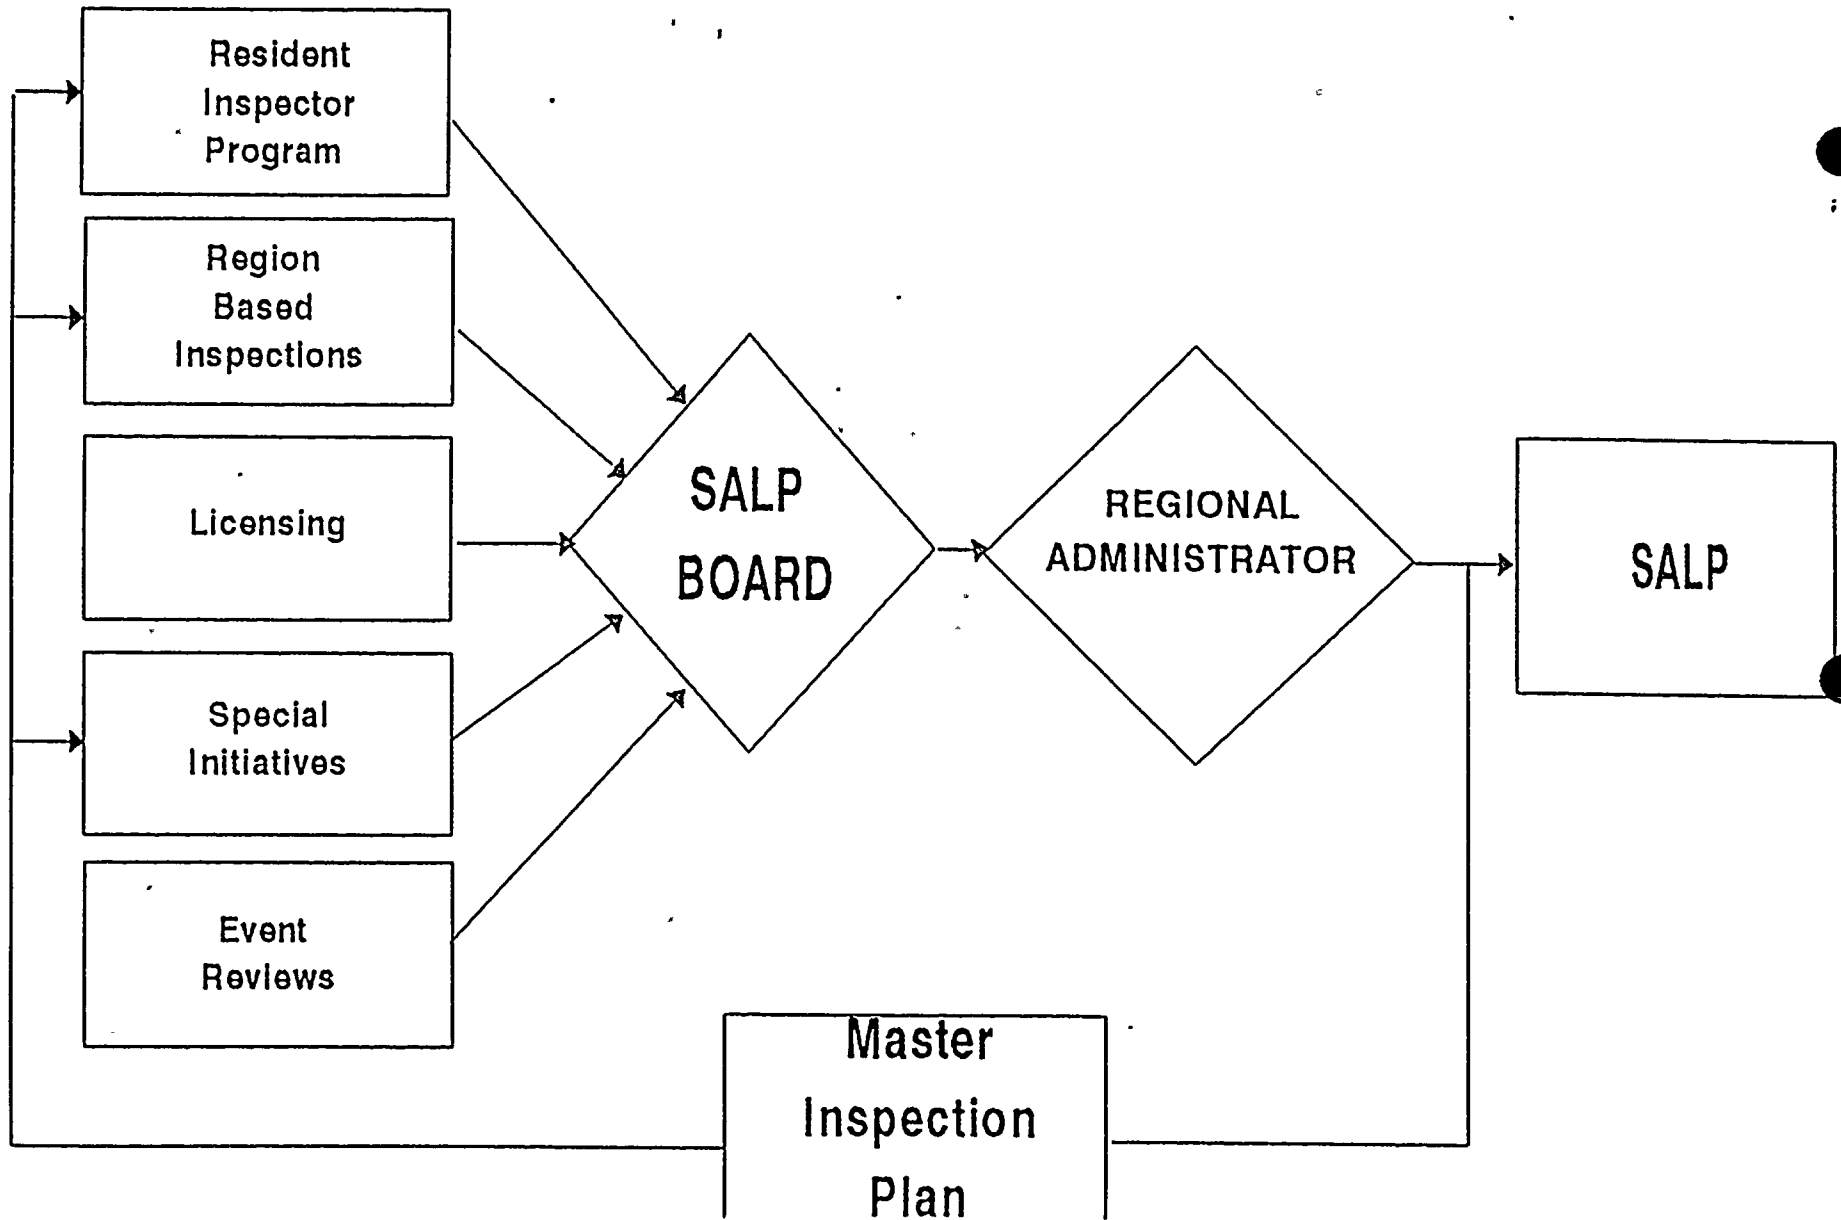 Resident
Inspector
Program
Region
Based
Inspections
Licensing
Special
Initiatives
Event
Reviews
SALP
BOARD
REGIONAL
ADMINISTRATOR
SALP
Master
Inspection
Plan